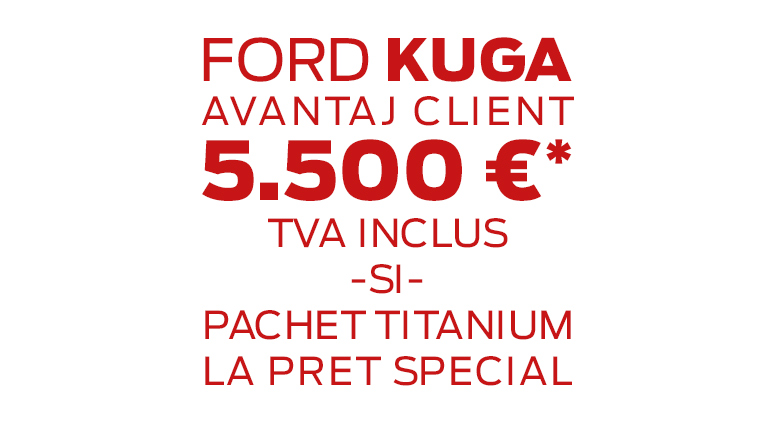 FORD KUGA
AVANTAJ CLIENT
5.500 €*
TVA INCLUS
-SI-
PACHET TITANIUM
LA PRET SPECIAL